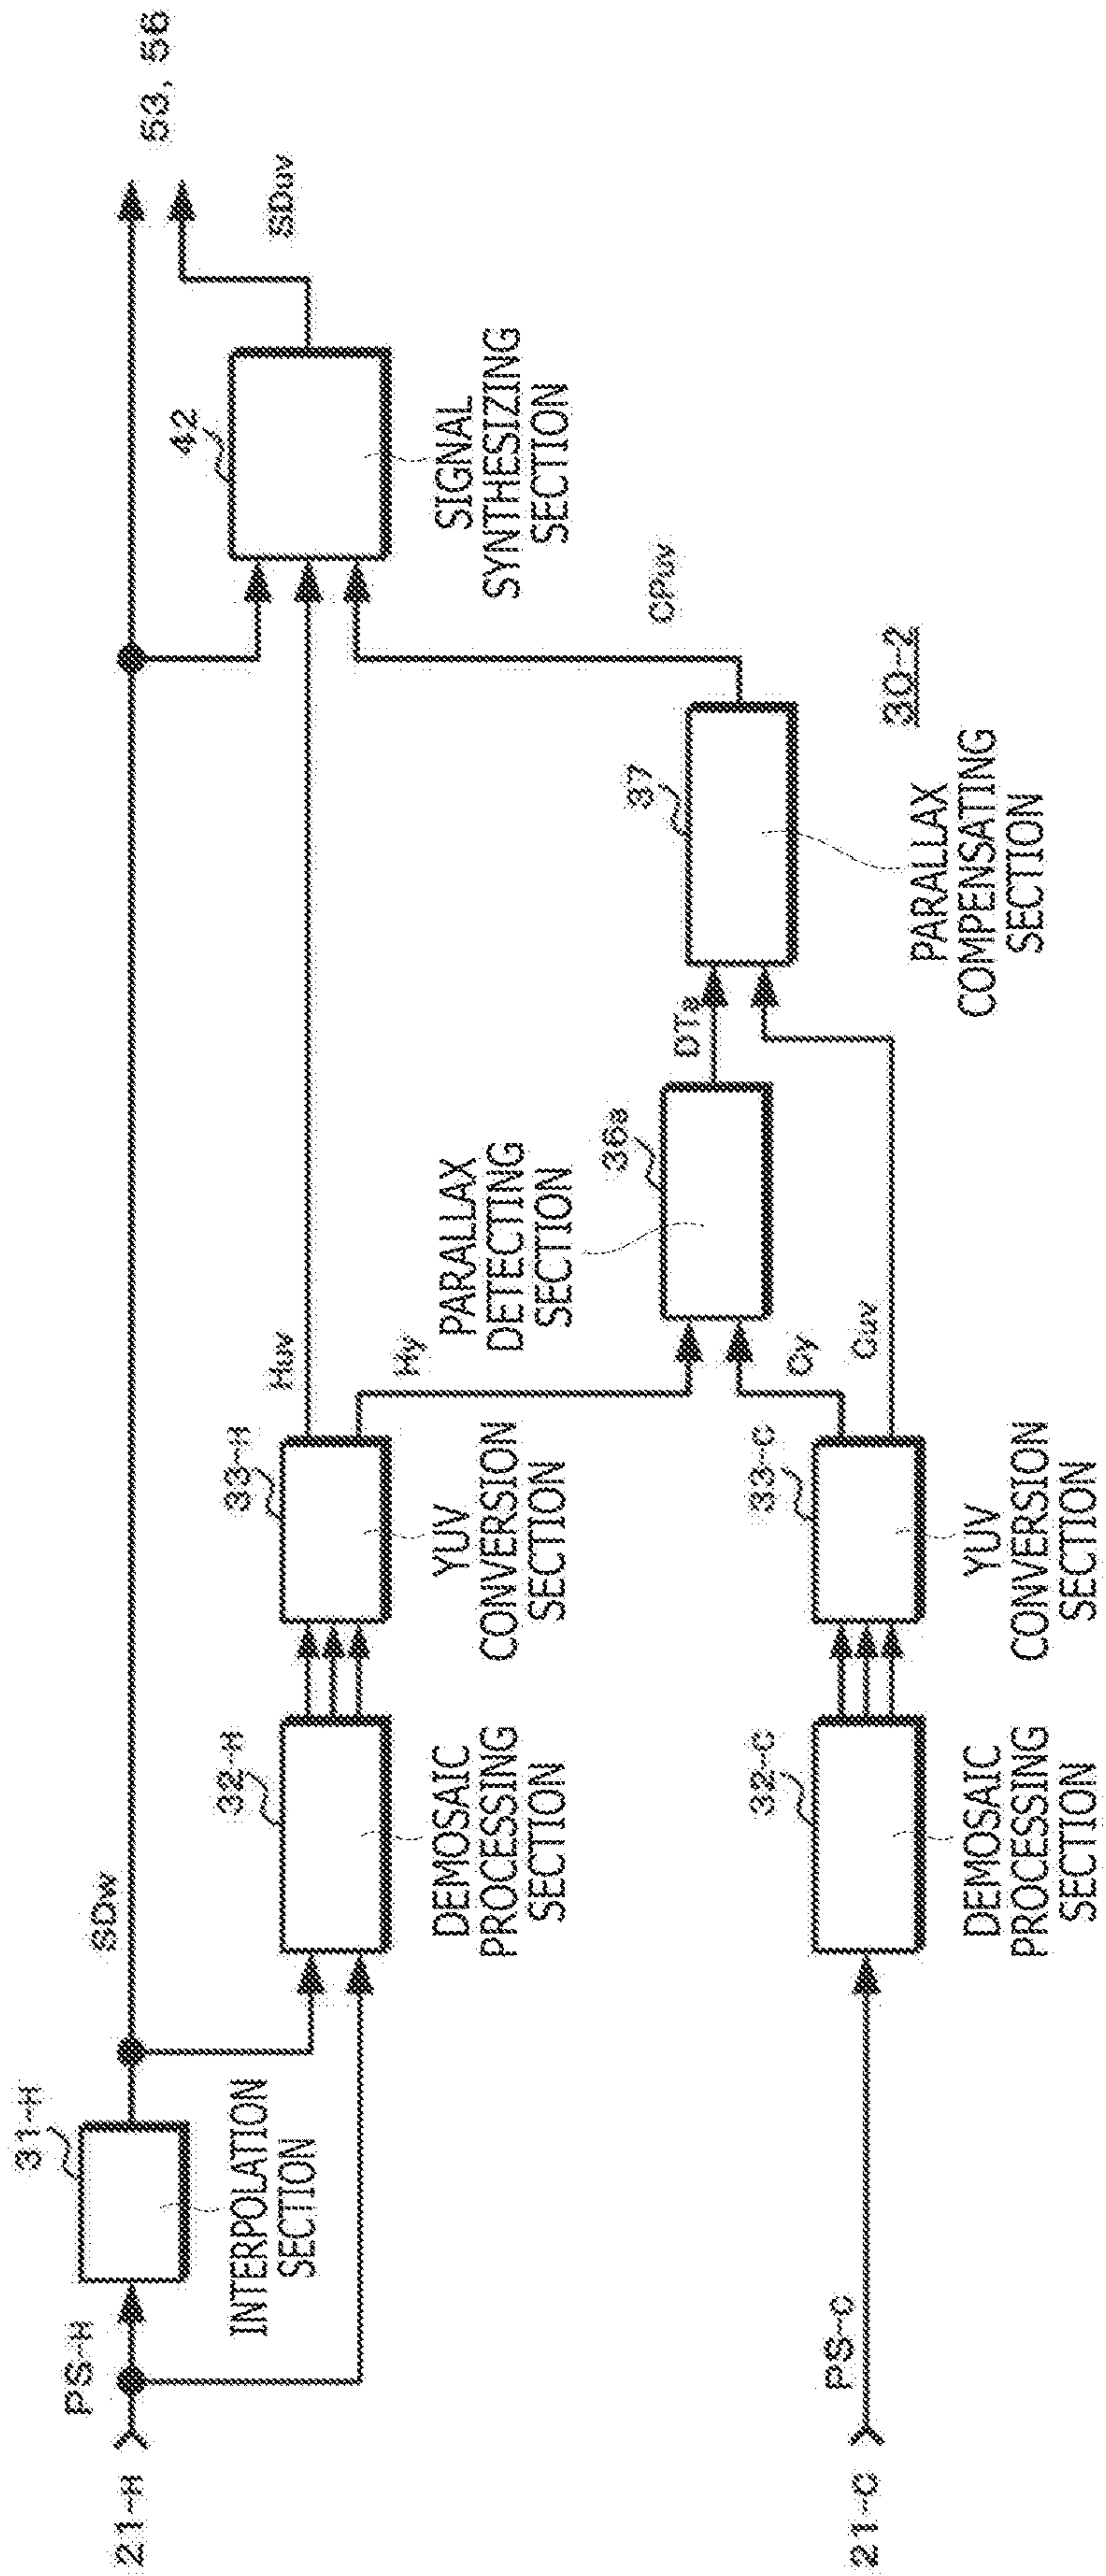 21-H
PS-H
31-H
INTERPOLATION
SECTION
SDw
32-H
DEMOSAIC
PROCESSING
SECTION
33-H
YUV
CONVERSION
SECTION
Huv
Hy
PARALLAX
DETECTING
SECTION
36a
DTa
37
PARALLAX
COMPENSATING
SECTION
CPuv
42
SIGNAL
SYNTHESIZING
SECTION
SDuv
53, 56
21-C
PS-C
32-C
DEMOSAIC
PROCESSING
SECTION
33-C
YUV
CONVERSION
SECTION
Cy
Cuv
30-2